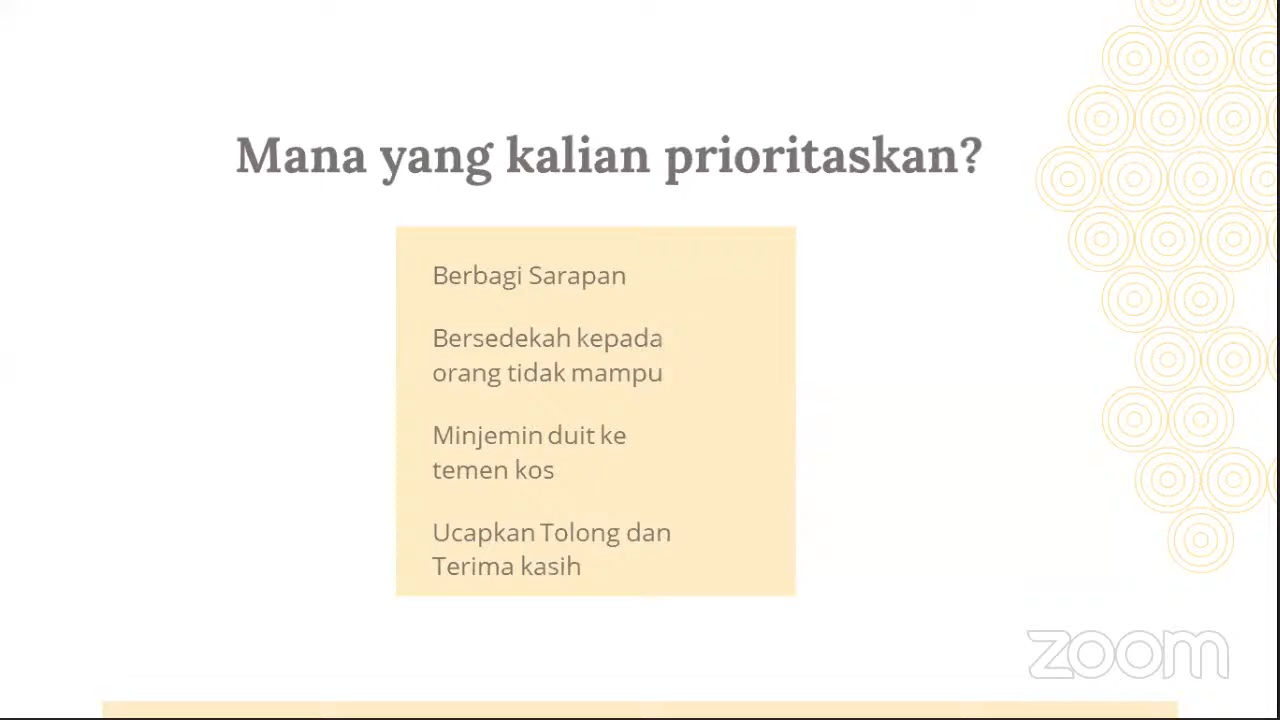 Mana yang kalian prioritaskan?
Berbagi Sarapan
Bersedekah kepada
orang tidak mampu
Minjemin duit ke
temen kos
Ucapkan Tolong dan
Terima kasih
zoom